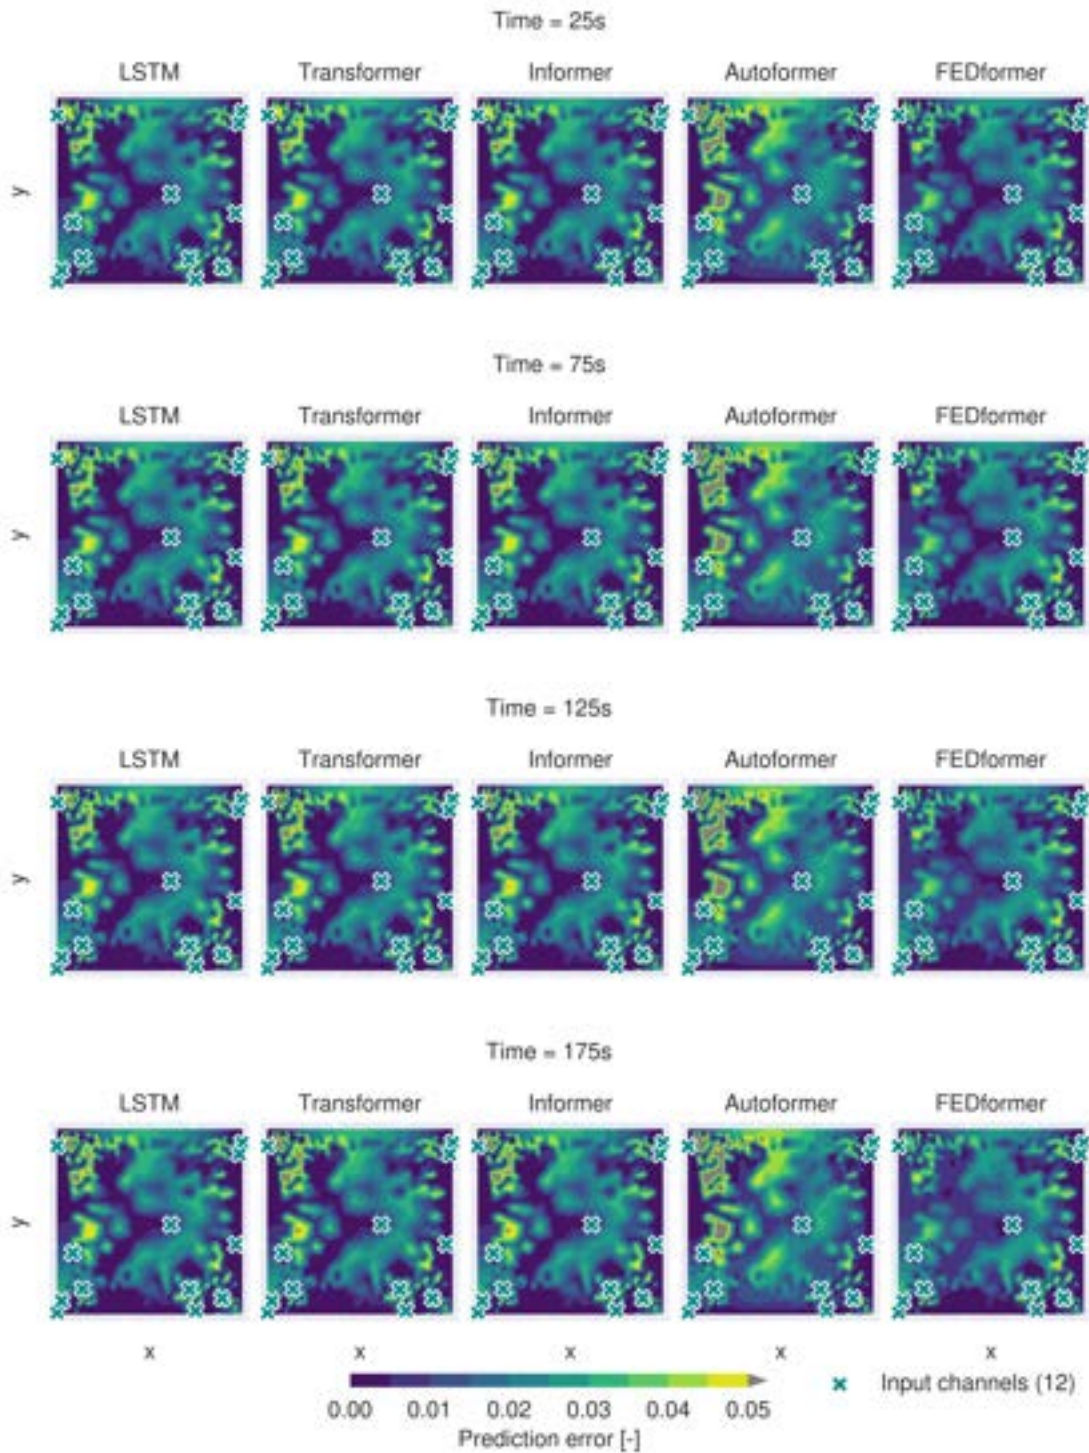 Time = 25s
LSTM Transformer Informer Autoformer FEDformer
y
Time = 75s
LSTM Transformer Informer Autoformer FEDformer
y
Time = 125s
LSTM Transformer Informer Autoformer FEDformer
y
Time = 175s
LSTM Transformer Informer Autoformer FEDformer
y
x x x x x
Input channels (12)
0.00 0.01 0.02 0.03 0.04 0.05
Prediction error [-]